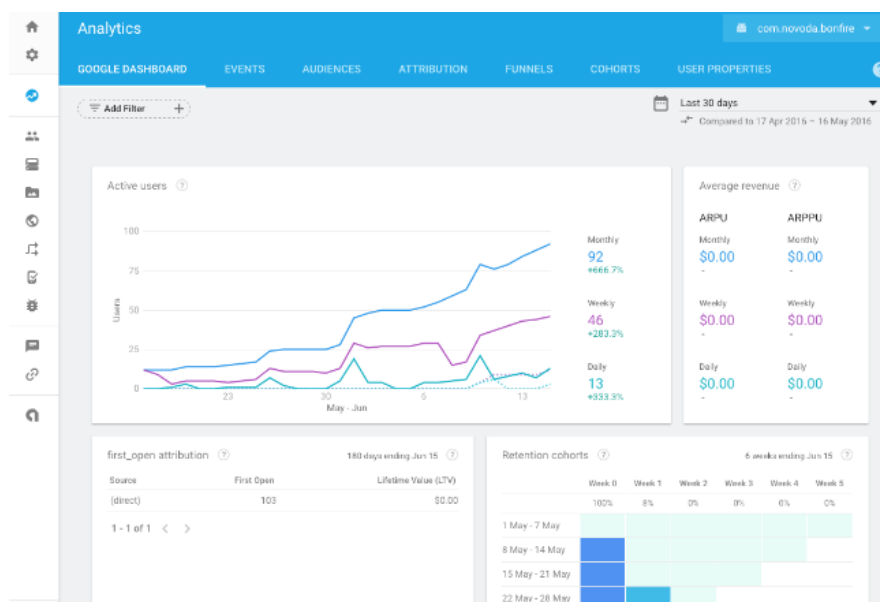 Analytics
com.novoda.bonfire
GOOGLE DASHBOARD EVENTS AUDIENCES ATTRIBUTION FUNNELS COHORTS USER PROPERTIES
Add Filter +
Last 30 days
Compared to 17 Apr 2016 – 16 May 2016
Active users ?
100
75
50
25
0
Users
23 30 6 13
May - Jun
Monthly
92
+666.7%
Weekly
46
+283.3%
Daily
13
+333.3%
Average revenue ?
ARPU ARPPU
Monthly Monthly
$0.00 $0.00
- -
Weekly Weekly
$0.00 $0.00
- -
Daily Daily
$0.00 $0.00
- -
first_open attribution ? 180 days ending Jun 15 ?
Source First Open Lifetime Value (LTV)
(direct) 103 $0.00
1 - 1 of 1 < >
Retention cohorts ? 6 weeks ending Jun 15 ?
Week 0 Week 1 Week 2 Week 3 Week 4 Week 5
100% 8% 0% 0% 0% 0%
1 May - 7 May
8 May - 14 May
15 May - 21 May
22 May - 28 May